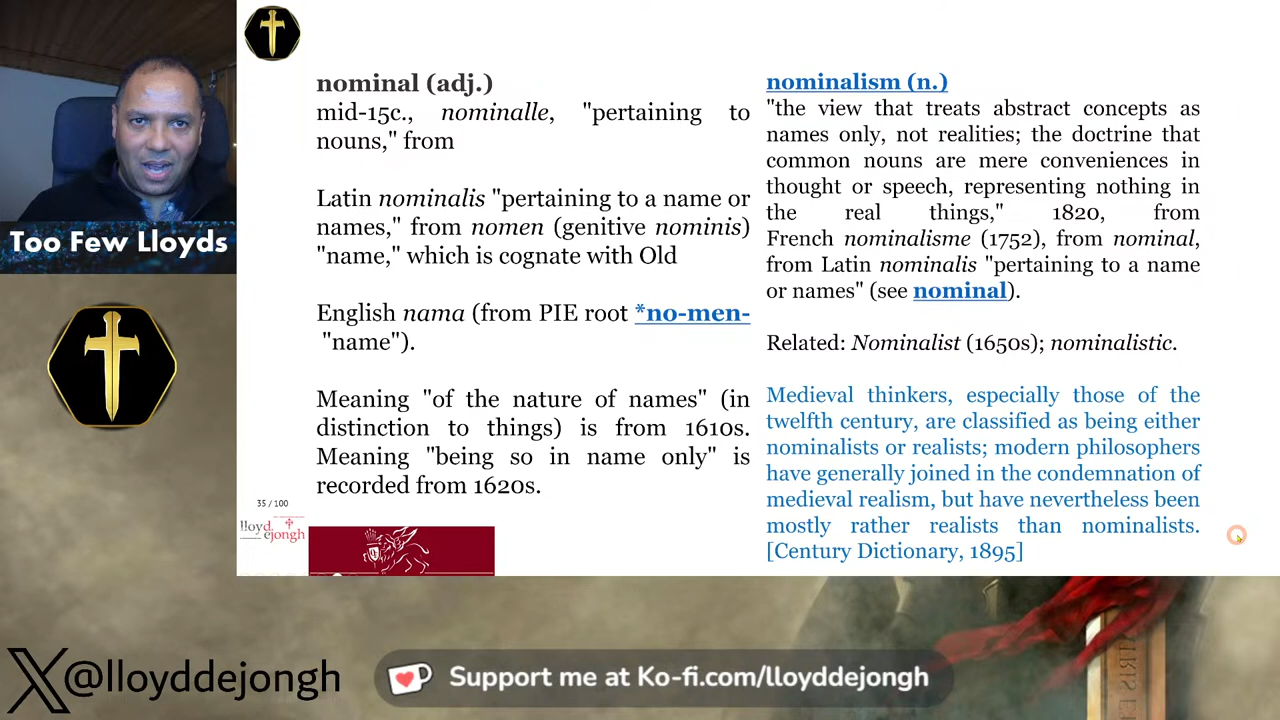 Too Few Lloyds
nominal (adj.)
mid-15c., nominalle, "pertaining to
nouns," from
Latin nominalis "pertaining to a name or
names," from nomen (genitive nominis)
"name," which is cognate with Old
English nama (from PIE root *no-men-
"name").
Meaning "of the nature of names" (in
distinction to things) is from 1610s.
Meaning "being so in name only" is
recorded from 1620s.
35 / 100
lloyd
ejongh
nominalism (n.)
"the view that treats abstract concepts as
names only, not realities; the doctrine that
common nouns are mere conveniences in
thought or speech, representing nothing in
the real things," 1820, from
French nominalisme (1752), from nominal,
from Latin nominalis "pertaining to a name
or names" (see nominal).
Related: Nominalist (1650s); nominalistic.
Medieval thinkers, especially those of the
twelfth century, are classified as being either
nominalists or realists; modern philosophers
have generally joined in the condemnation of
medieval realism, but have nevertheless been
mostly rather realists than nominalists.
[Century Dictionary, 1895]
X@lloyddejongh
Support me at Ko-fi.com/lloyddejongh